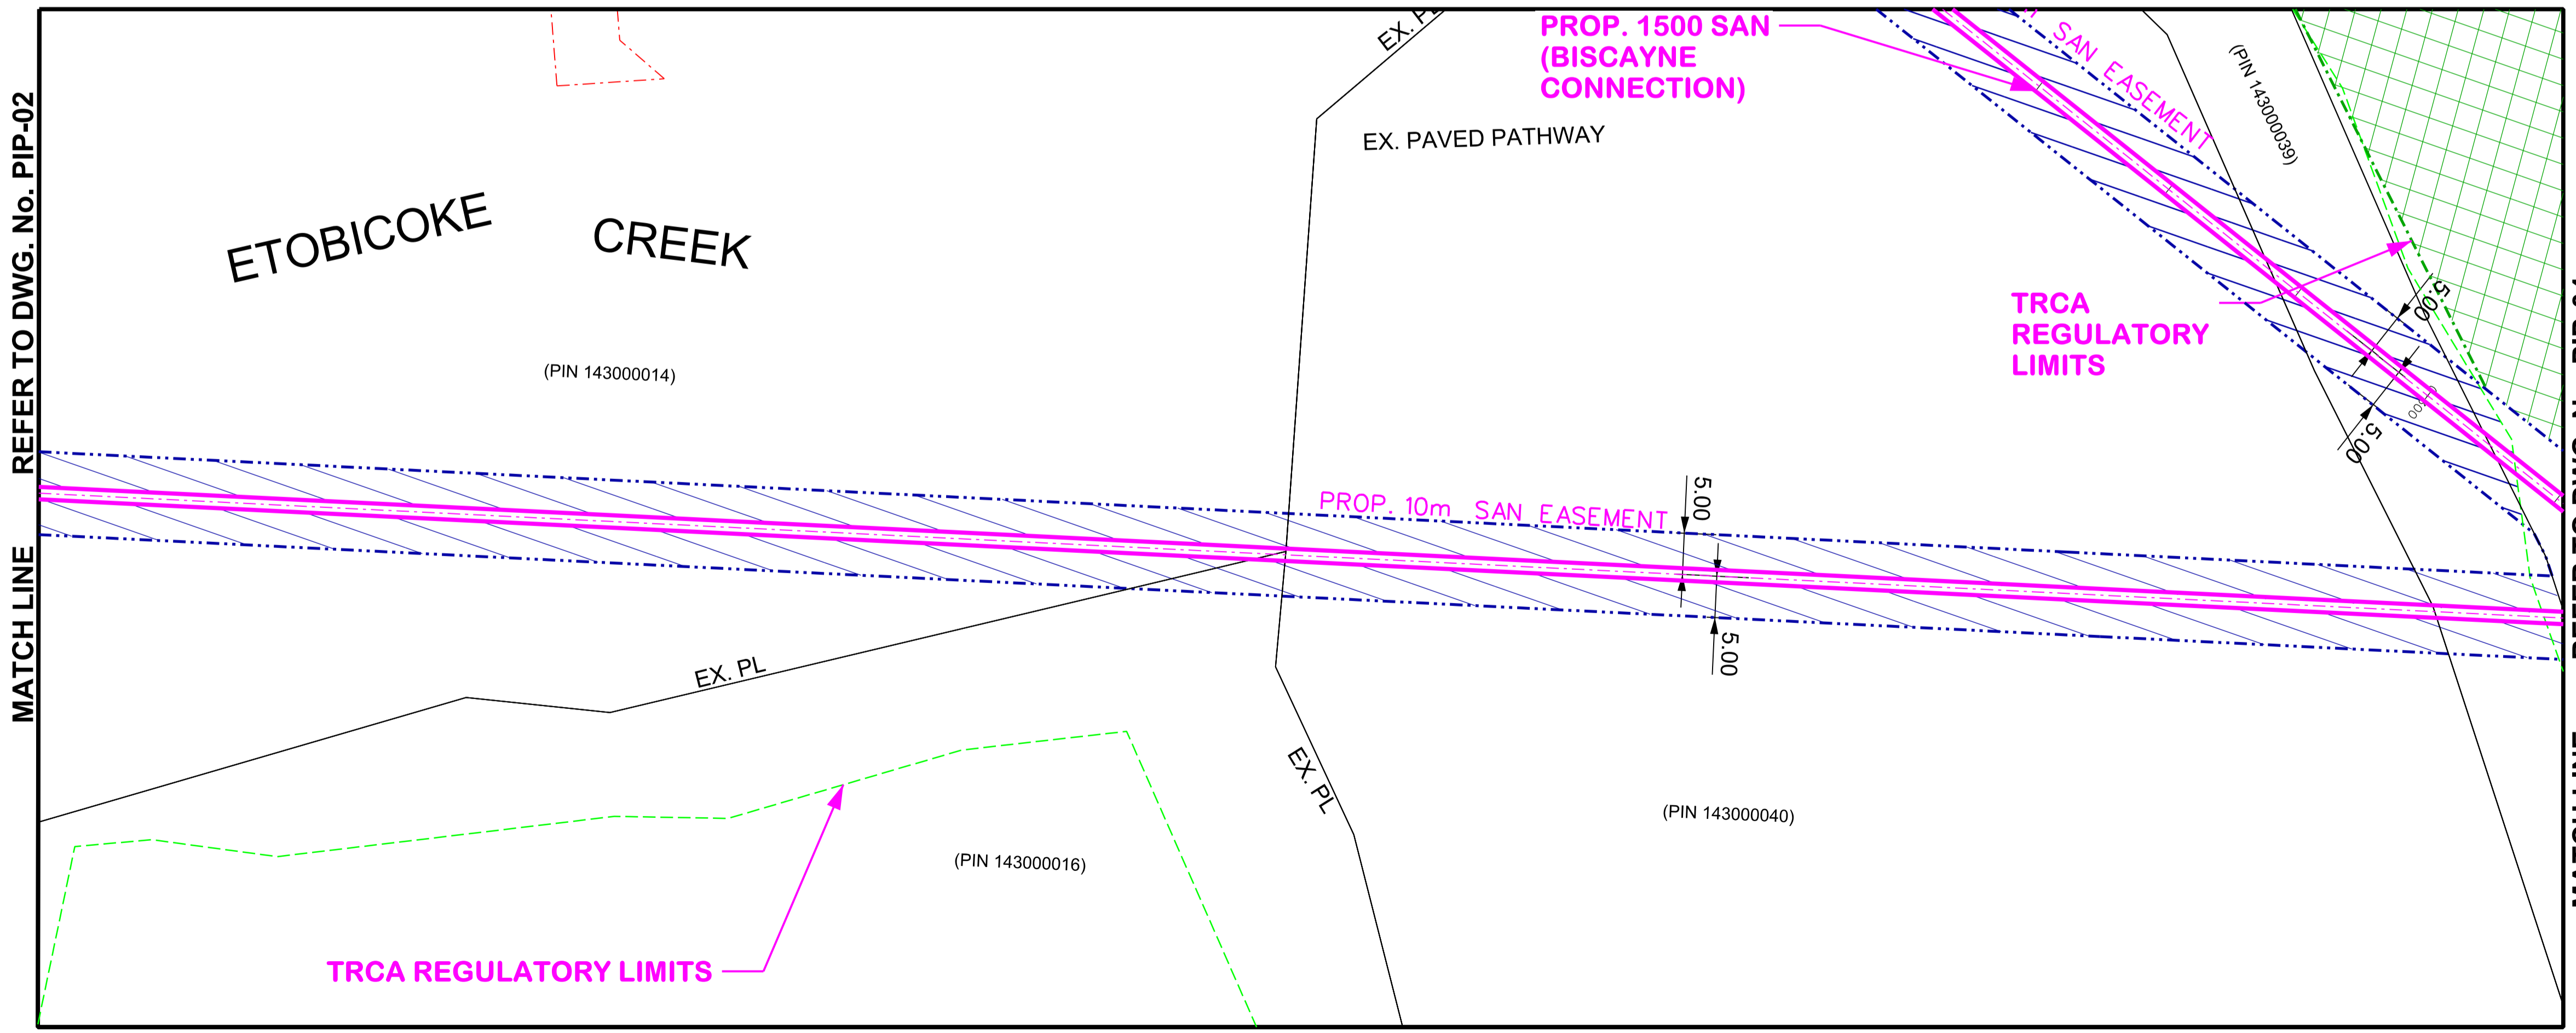 MATCH LINE REFER TO DWG. No. PIP-02
ETOBICOKE CREEK
(PIN 143000014)
EX. PL
EX. PAVED PATHWAY
PROP. 1500 SAN
(BISCAYNE
CONNECTION)
SAN EASEMENT
(PIN 143000039)
TRCA
REGULATORY
LIMITS
5.00
5.00
PROP. 10m SAN EASEMENT
5.00
5.00
EX. PL
EX. PL
(PIN 143000040)
(PIN 143000016)
TRCA REGULATORY LIMITS